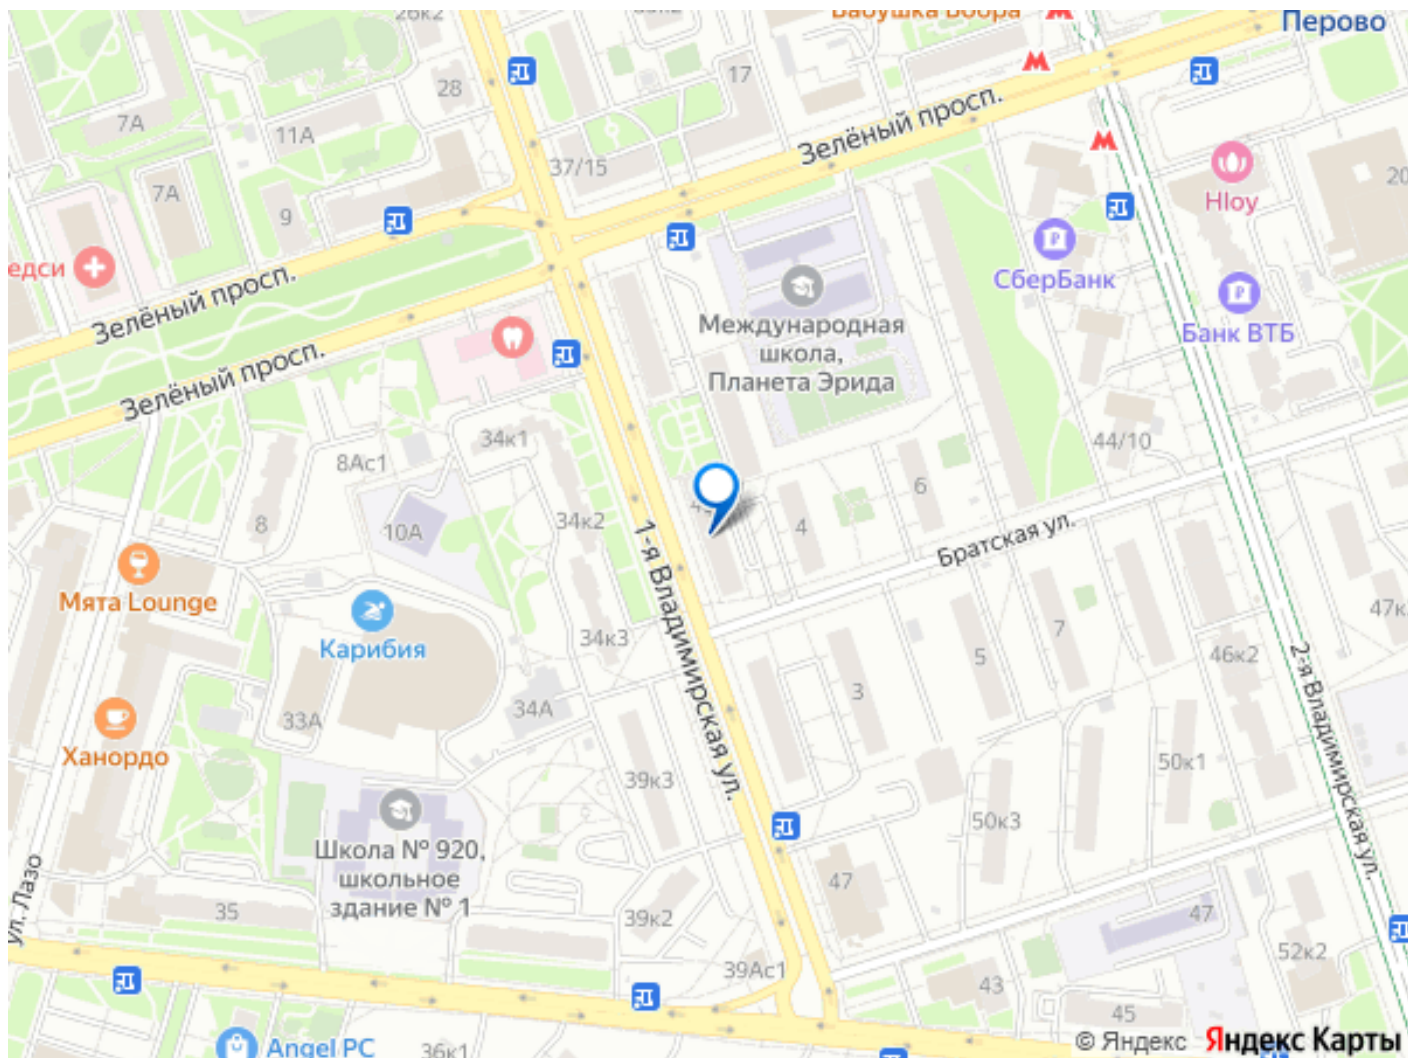 26к2
Бабушка Бобра
Перово
28
17
7А
11А
Зелёный просп.
37/15
7А
9
20
Hloy
едси
СберБанк
Зелёный просп.
Международная
школа,
Планета Эрида
Банк ВТБ
Зелёный просп.
34к1
44/10
8Ас1
6
8
10А
34к2
4
Братская ул.
1-я Владимирская ул.
Мята Lounge
Карибия
34к3
7
47к
5
46к2
3
2-я Владимирская ул.
33А
34А
Ханордо
39к3
50к1
50к3
Школа № 920,
школьное
здание № 1
ул. Лазо
47
35
39к2
47
52к2
39Ас1
43
45
Angel PC
36к1
© Яндекс Яндекс Карты